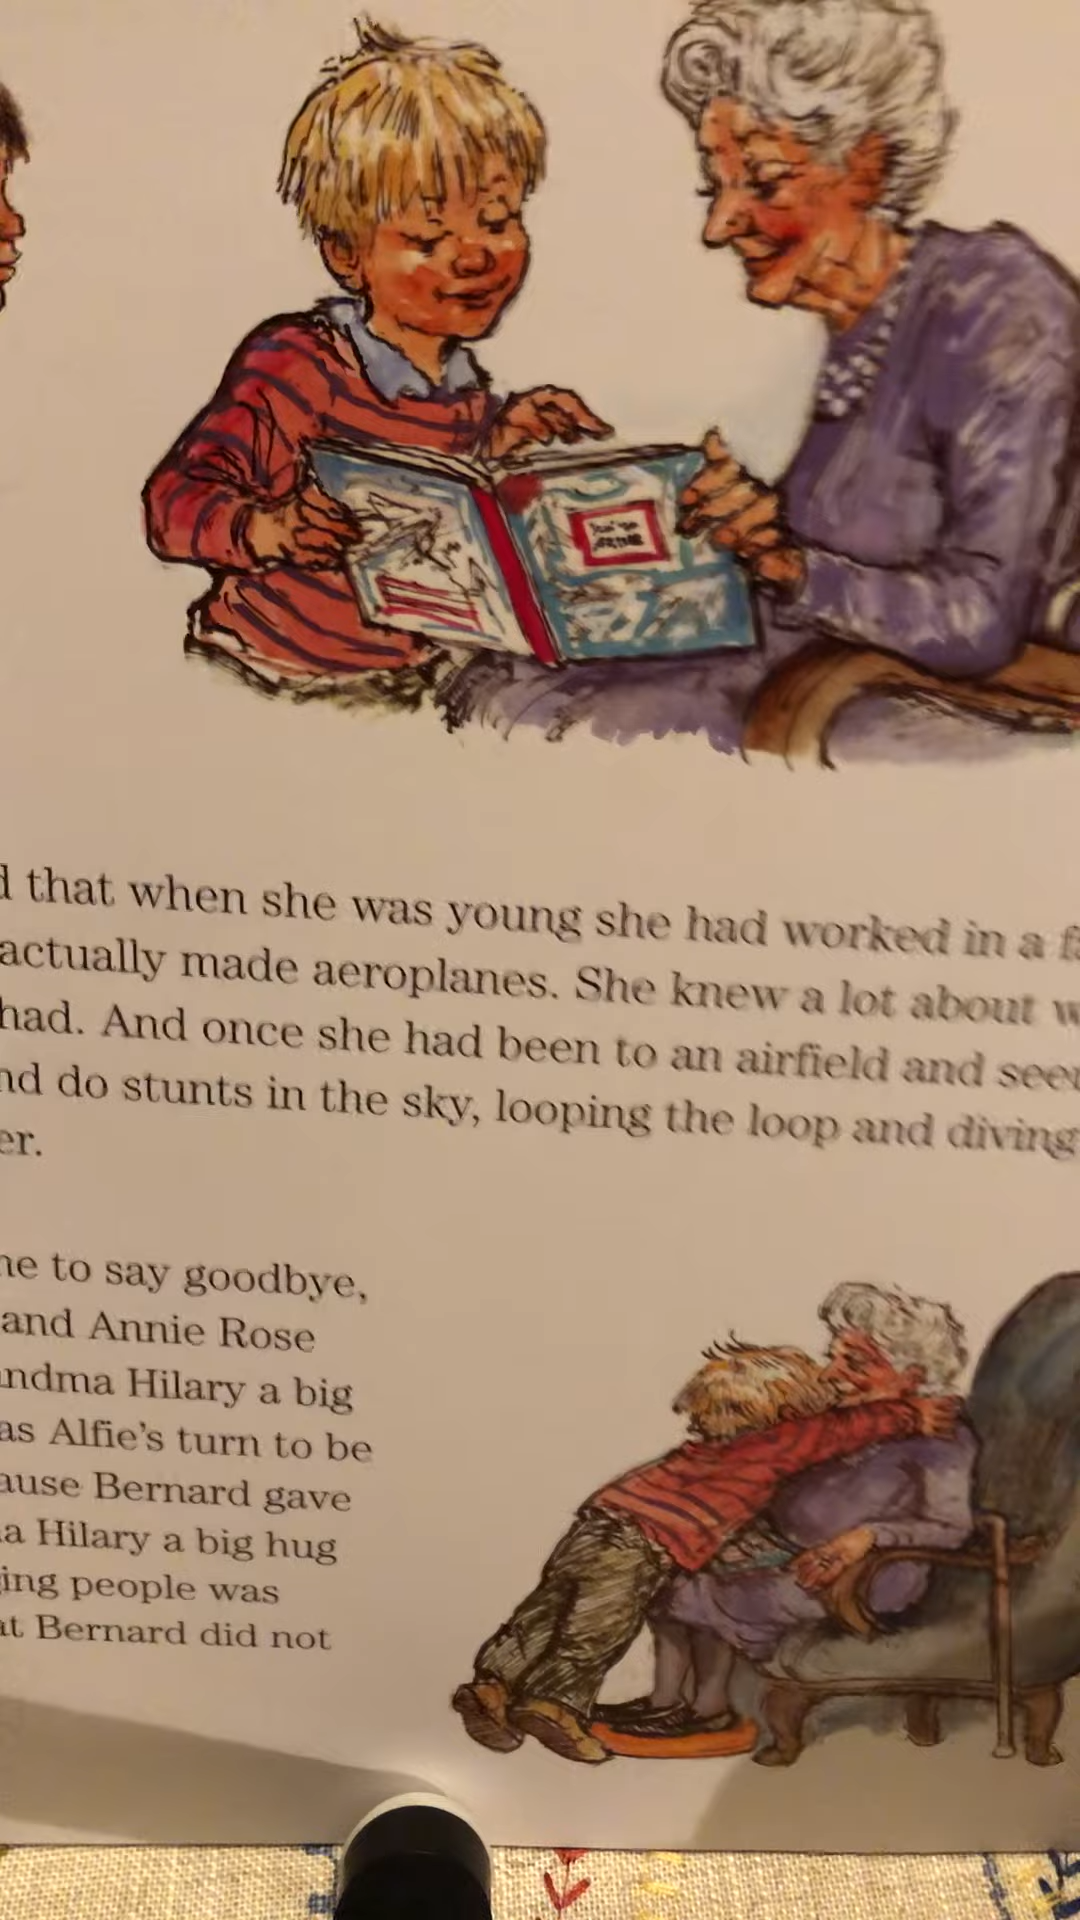 that when she was young she had worked in a
actually made aeroplanes. She knew a lot about
had. And once she had been to an airfield and
do stunts in the sky, looping the loop and diving
er.
to say goodbye,
and Annie Rose
ndma Hilary a big
as Alfie's turn to be
ause Bernard gave
a Hilary a big hug
ing people was
at Bernard did not